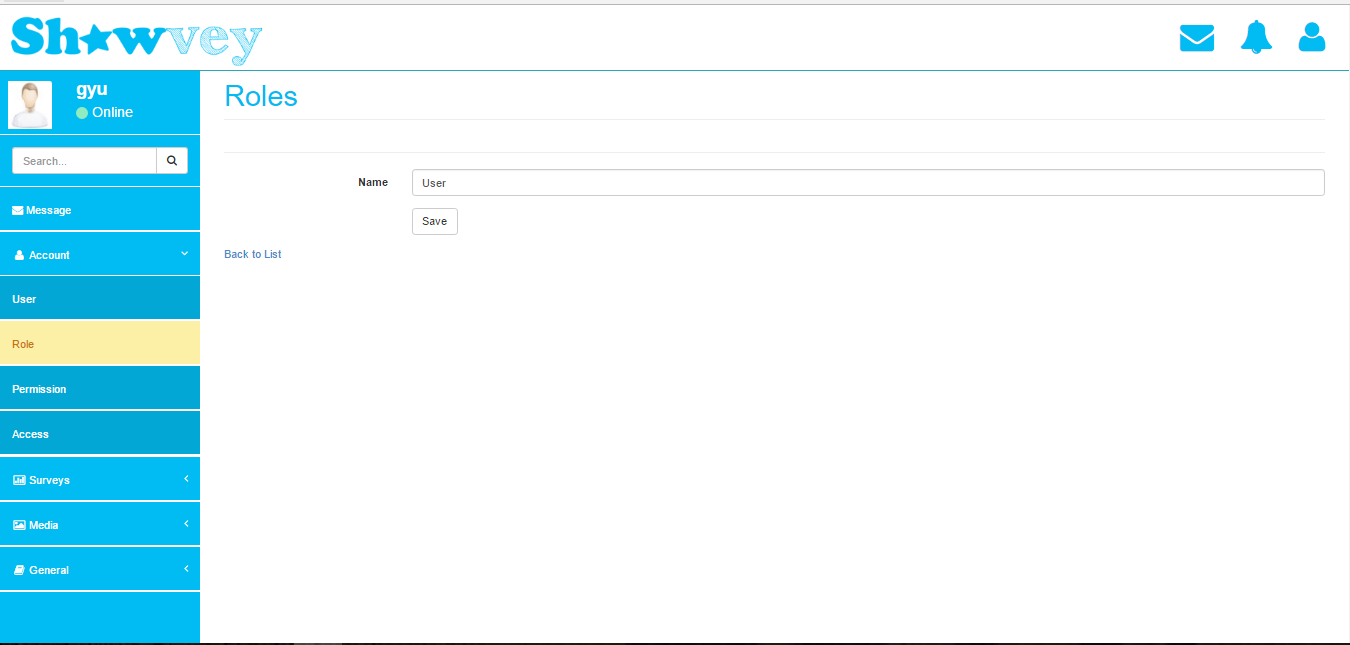 Sh★wvey
gyu
Online
Search...
Message
Account
User
Role
Permission
Access
Surveys
Media
General
Roles
Name
User
Save
Back to List